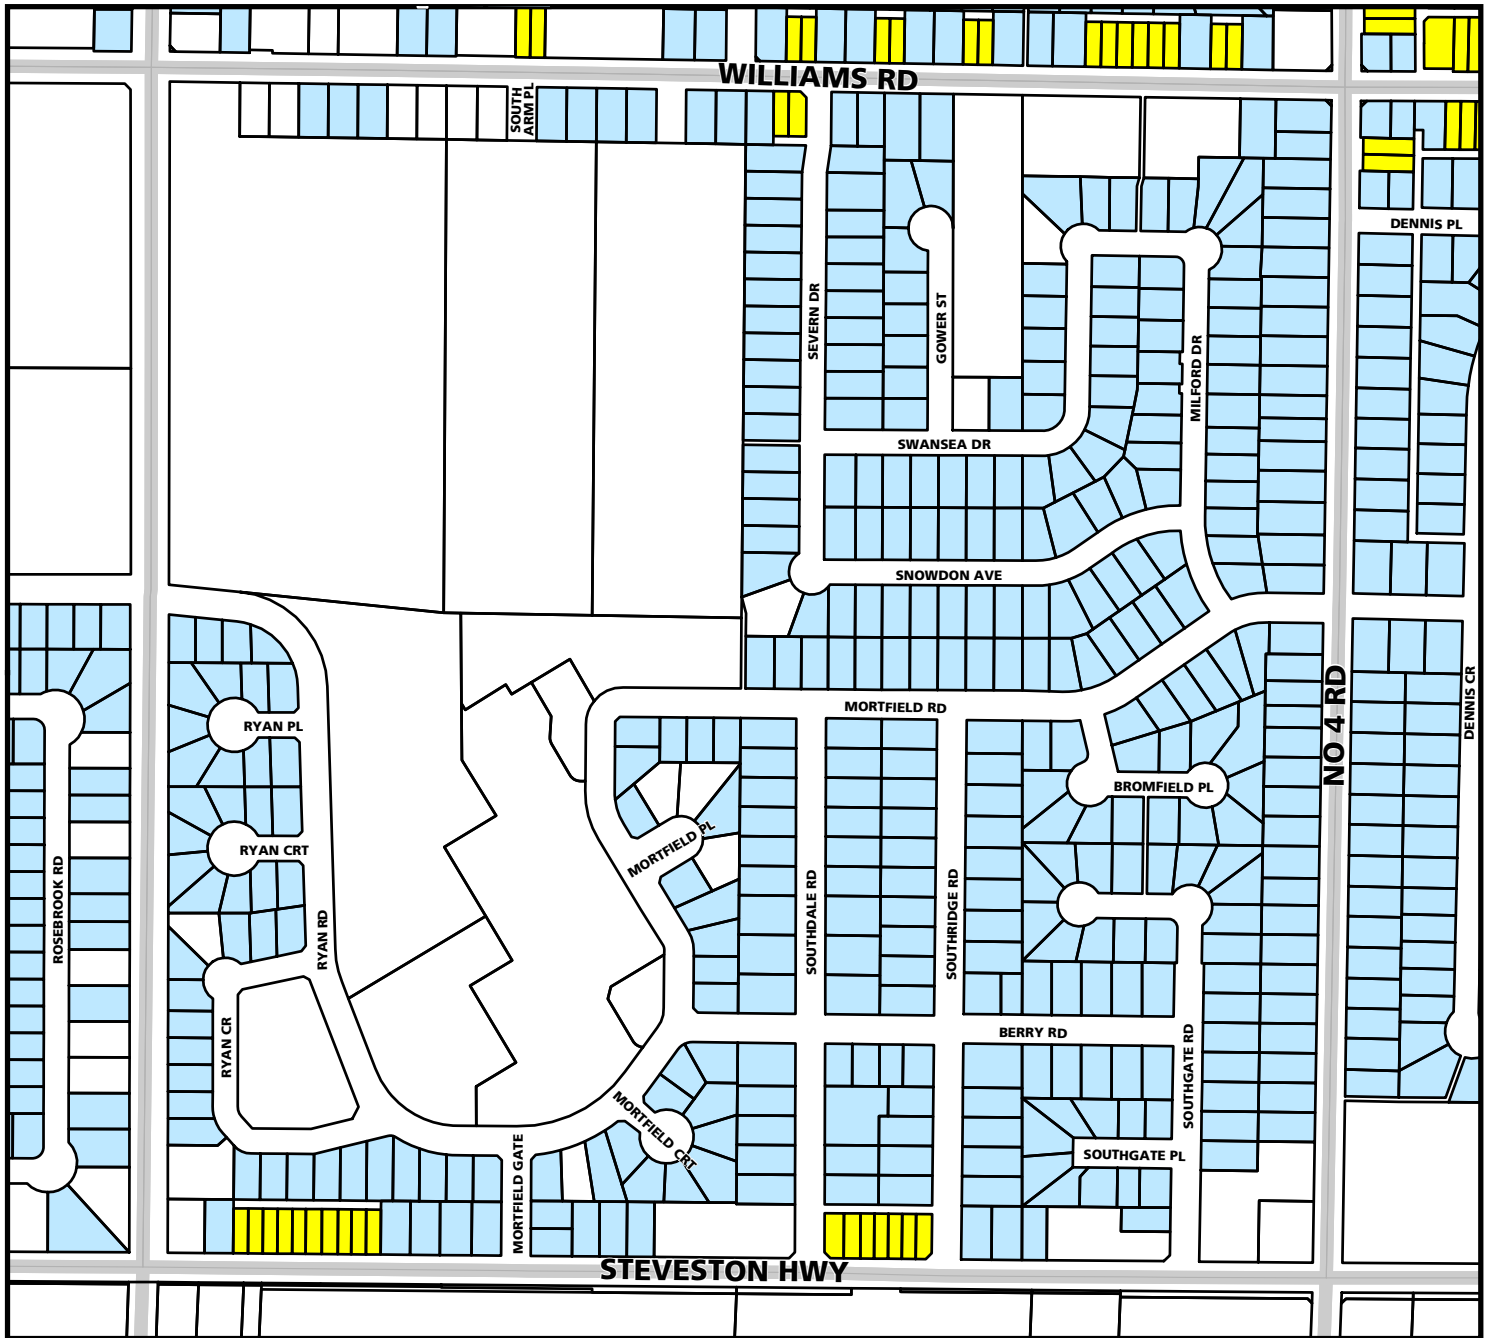 WILLIAMS RD
SOUTH
ARM PL
DENNIS PL
SEVERN DR
GOWER ST
MILFORD DR
SWANSEA DR
SNOWDON AVE
MORTFIELD RD
NO 4 RD
DENNIS CR
RYAN PL
BROMFIELD PL
MORTFIELD PL
RYAN CRT
ROSEBROOK RD
RYAN RD
SOUTHDALE RD
SOUTHRIDGE RD
RYAN CR
BERRY RD
SOUTHGATE RD
MORTFIELD CRT
SOUTHGATE PL
MORTFIELD GATE
STEVESTON HWY